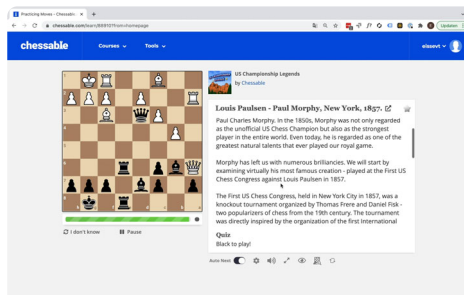 Practicing Moves - Chessable
chessable.com/learn/69910?from=homepage
Update
chessable
Courses
Tools
US Championship Legends
by Chessable
Louis Paulsen - Paul Morphy, New York, 1857.
Paul Charles Morphy. In the 1850s, Morphy was not only regarded
as the unofficial US Chess Champion but also as the strongest
player in the entire world. Even today, he is regarded as one of the
greatest natural talents that ever played our royal game.
Morphy has left us with numerous brilliancies. We will start by
examining virtually his most famous creation - played at the First US
Chess Congress against Louis Paulsen in 1857.
The First US Chess Congress, held in New York City in 1857, was a
knockout tournament organized by Thomas Frere and Daniel Fisk -
two popularizers of chess from the 19th century. The tournament
was directly inspired by the organization of the first International
Quiz
Black to play!
I don't know
Pause
Auto Next